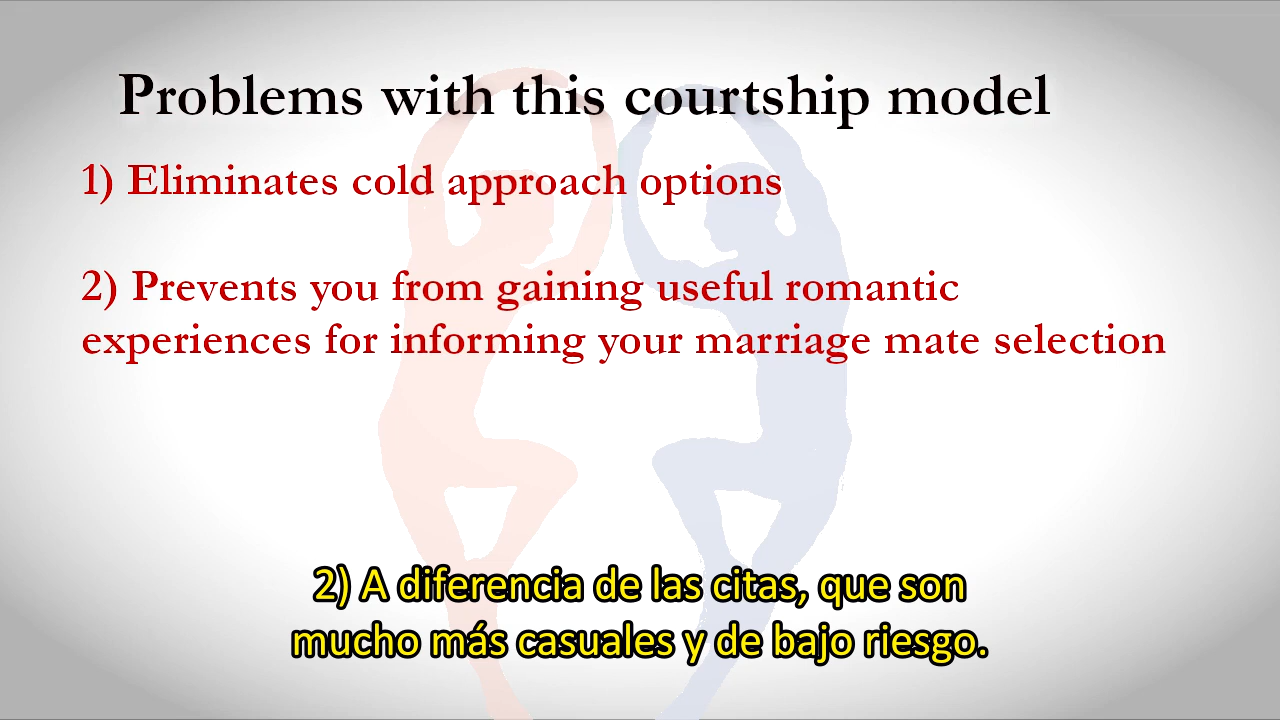 Problems with this courtship model
1) Eliminates cold approach options
2) Prevents you from gaining useful romantic
experiences for informing your marriage mate selection
2) A diferencia de las citas, que son
mucho más casuales y de bajo riesgo.